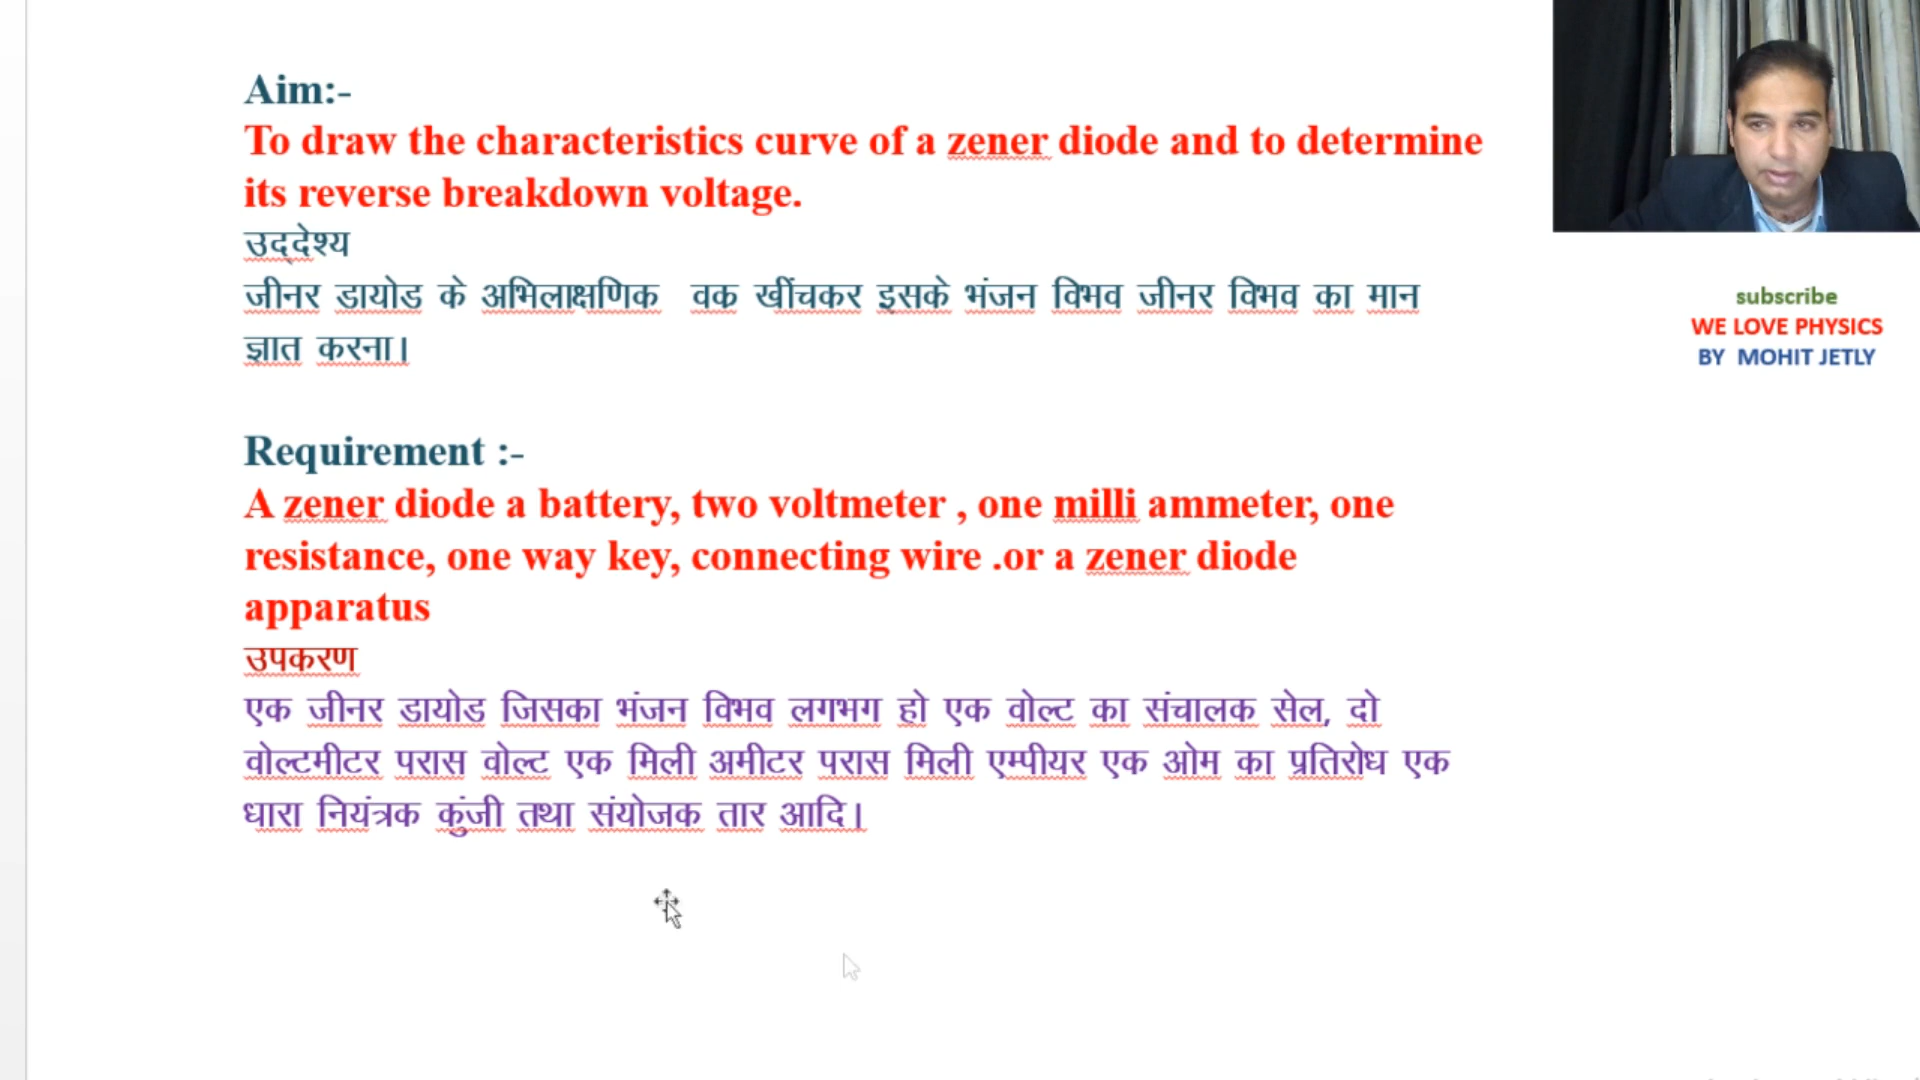 Aim:-
To draw the characteristics curve of a zener diode and to determine
its reverse breakdown voltage.
उद्देश्य
जीनर डायोड के अभिलाक्षणिक वक खींचकर इसके भंजन विभव जीनर विभव का मान
ज्ञात करना।
Requirement :-
A zener diode a battery, two voltmeter , one milli ammeter, one
resistance, one way key, connecting wire .or a zener diode
apparatus
उपकरण
एक जीनर डायोड जिसका भंजन विभव लगभग हो एक वोल्ट का संचालक सेल, दो
वोल्टमीटर परास वोल्ट एक मिली अमीटर परास मिली एम्पीयर एक ओम का प्रतिरोध एक
धारा नियंत्रक कुंजी तथा संयोजक तार आदि।
subscribe
WE LOVE PHYSICS
BY MOHIT JETLY